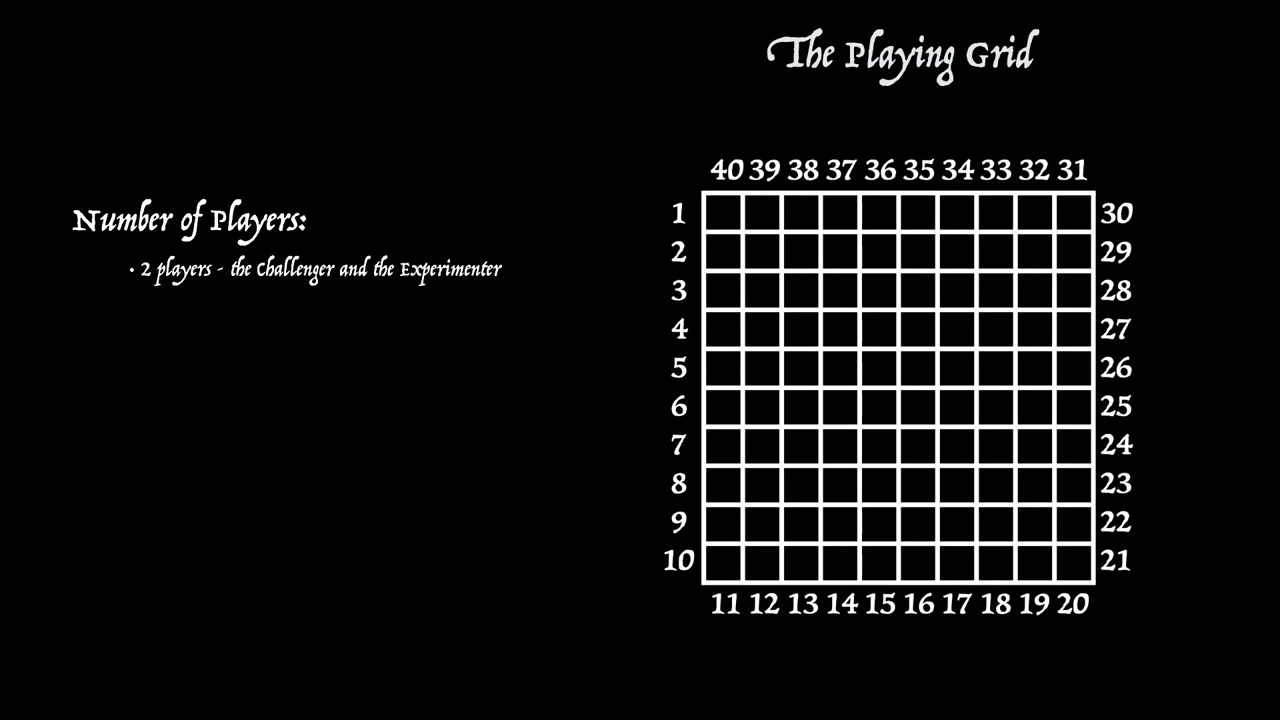 The Playing Grid
Number of Players:
• 2 players - the Challenger and the Experimenter
40 39 38 37 36 35 34 33 32 31
1 30
2 29
3 28
4 27
5 26
6 25
7 24
8 23
9 22
10 21
11 12 13 14 15 16 17 18 19 20